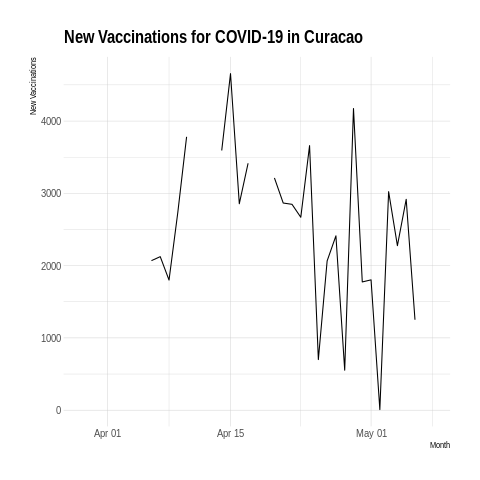 New Vaccinations for COVID-19 in Curacao
New Vaccinations
4000
3000
2000
1000
0
Apr 01
Apr 15
May 01
Month